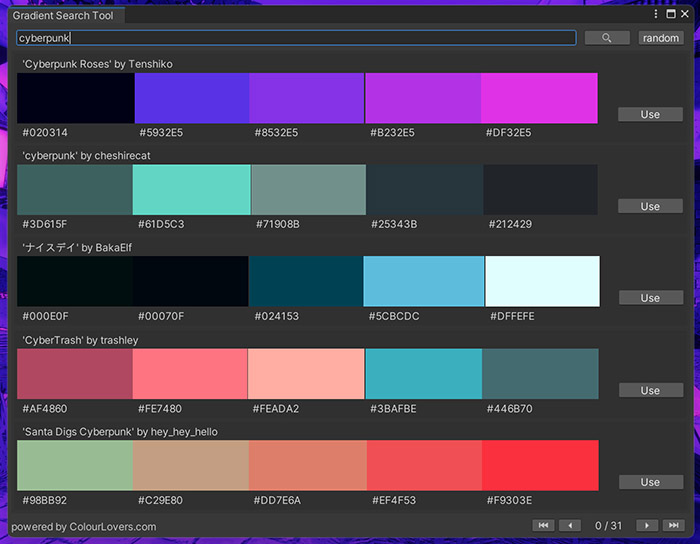 Gradient Search Tool
cyberpunk
random
'Cyberpunk Roses' by Tenshiko
#020314 #5932E5 #8532E5 #B232E5 #DF32E5
Use
'cyberpunk' by cheshirecat
#3D615F #61D5C3 #71908B #25343B #212429
Use
'ナイスデイ' by BakaElf
#000E0F #00070F #024153 #5CBCDC #DFFEFE
Use
'CyberTrash' by trashley
#AF4860 #FE7480 #FEADA2 #3BAFBE #446B70
Use
'Santa Digs Cyberpunk' by hey_hey_hello
#98BB92 #C29E80 #DD7E6A #EF4F53 #F9303E
Use
powered by ColourLovers.com
0 / 31